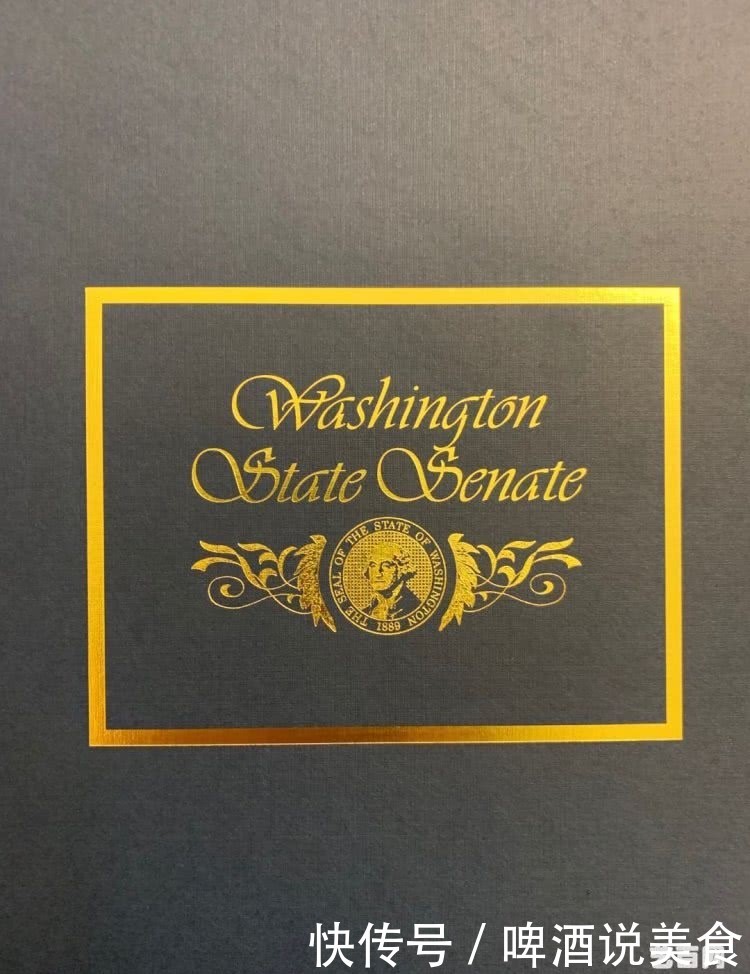 Washington
State Senate
THE SEAL OF THE STATE OF WASHINGTON
1889
快传号 / 啤酒说美食